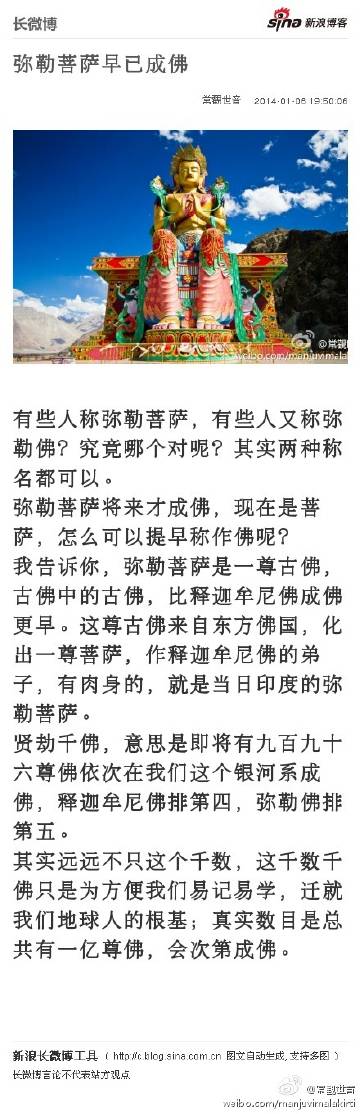 长微博
sina 新浪博客
弥勒菩萨早已成佛
常觀世音 2014-01-06 19:50:06
@常觀
weibo.com/manjuvimala
有些人称弥勒菩萨，有些人又称弥
勒佛？究竟哪个对呢？其实两种称
名都可以。
弥勒菩萨将来才成佛，现在是菩
萨，怎么可以提早称作佛呢？
我告诉你，弥勒菩萨是一尊古佛，
古佛中的古佛，比释迦牟尼佛成佛
更早。这尊古佛来自东方佛国，化
出一尊菩萨，作释迦牟尼佛的弟
子，有肉身的，就是当日印度的弥
勒菩萨。
贤劫千佛，意思是即将有九百九十
六尊佛依次在我们这个银河系成
佛，释迦牟尼佛排第四，弥勒佛排
第五。
其实远远不只这个千数，这千数千
佛只是为方便我们易记易学，迁就
我们地球人的根基；真实数目是总
共有一亿尊佛，会次第成佛。
新浪长微博工具（ http://c.blog.sina.com.cn 图文自动生成，支持多图 ）
长微博言论不代表站方观点
@常觀世音
weibo.com/manjuvimalakirti